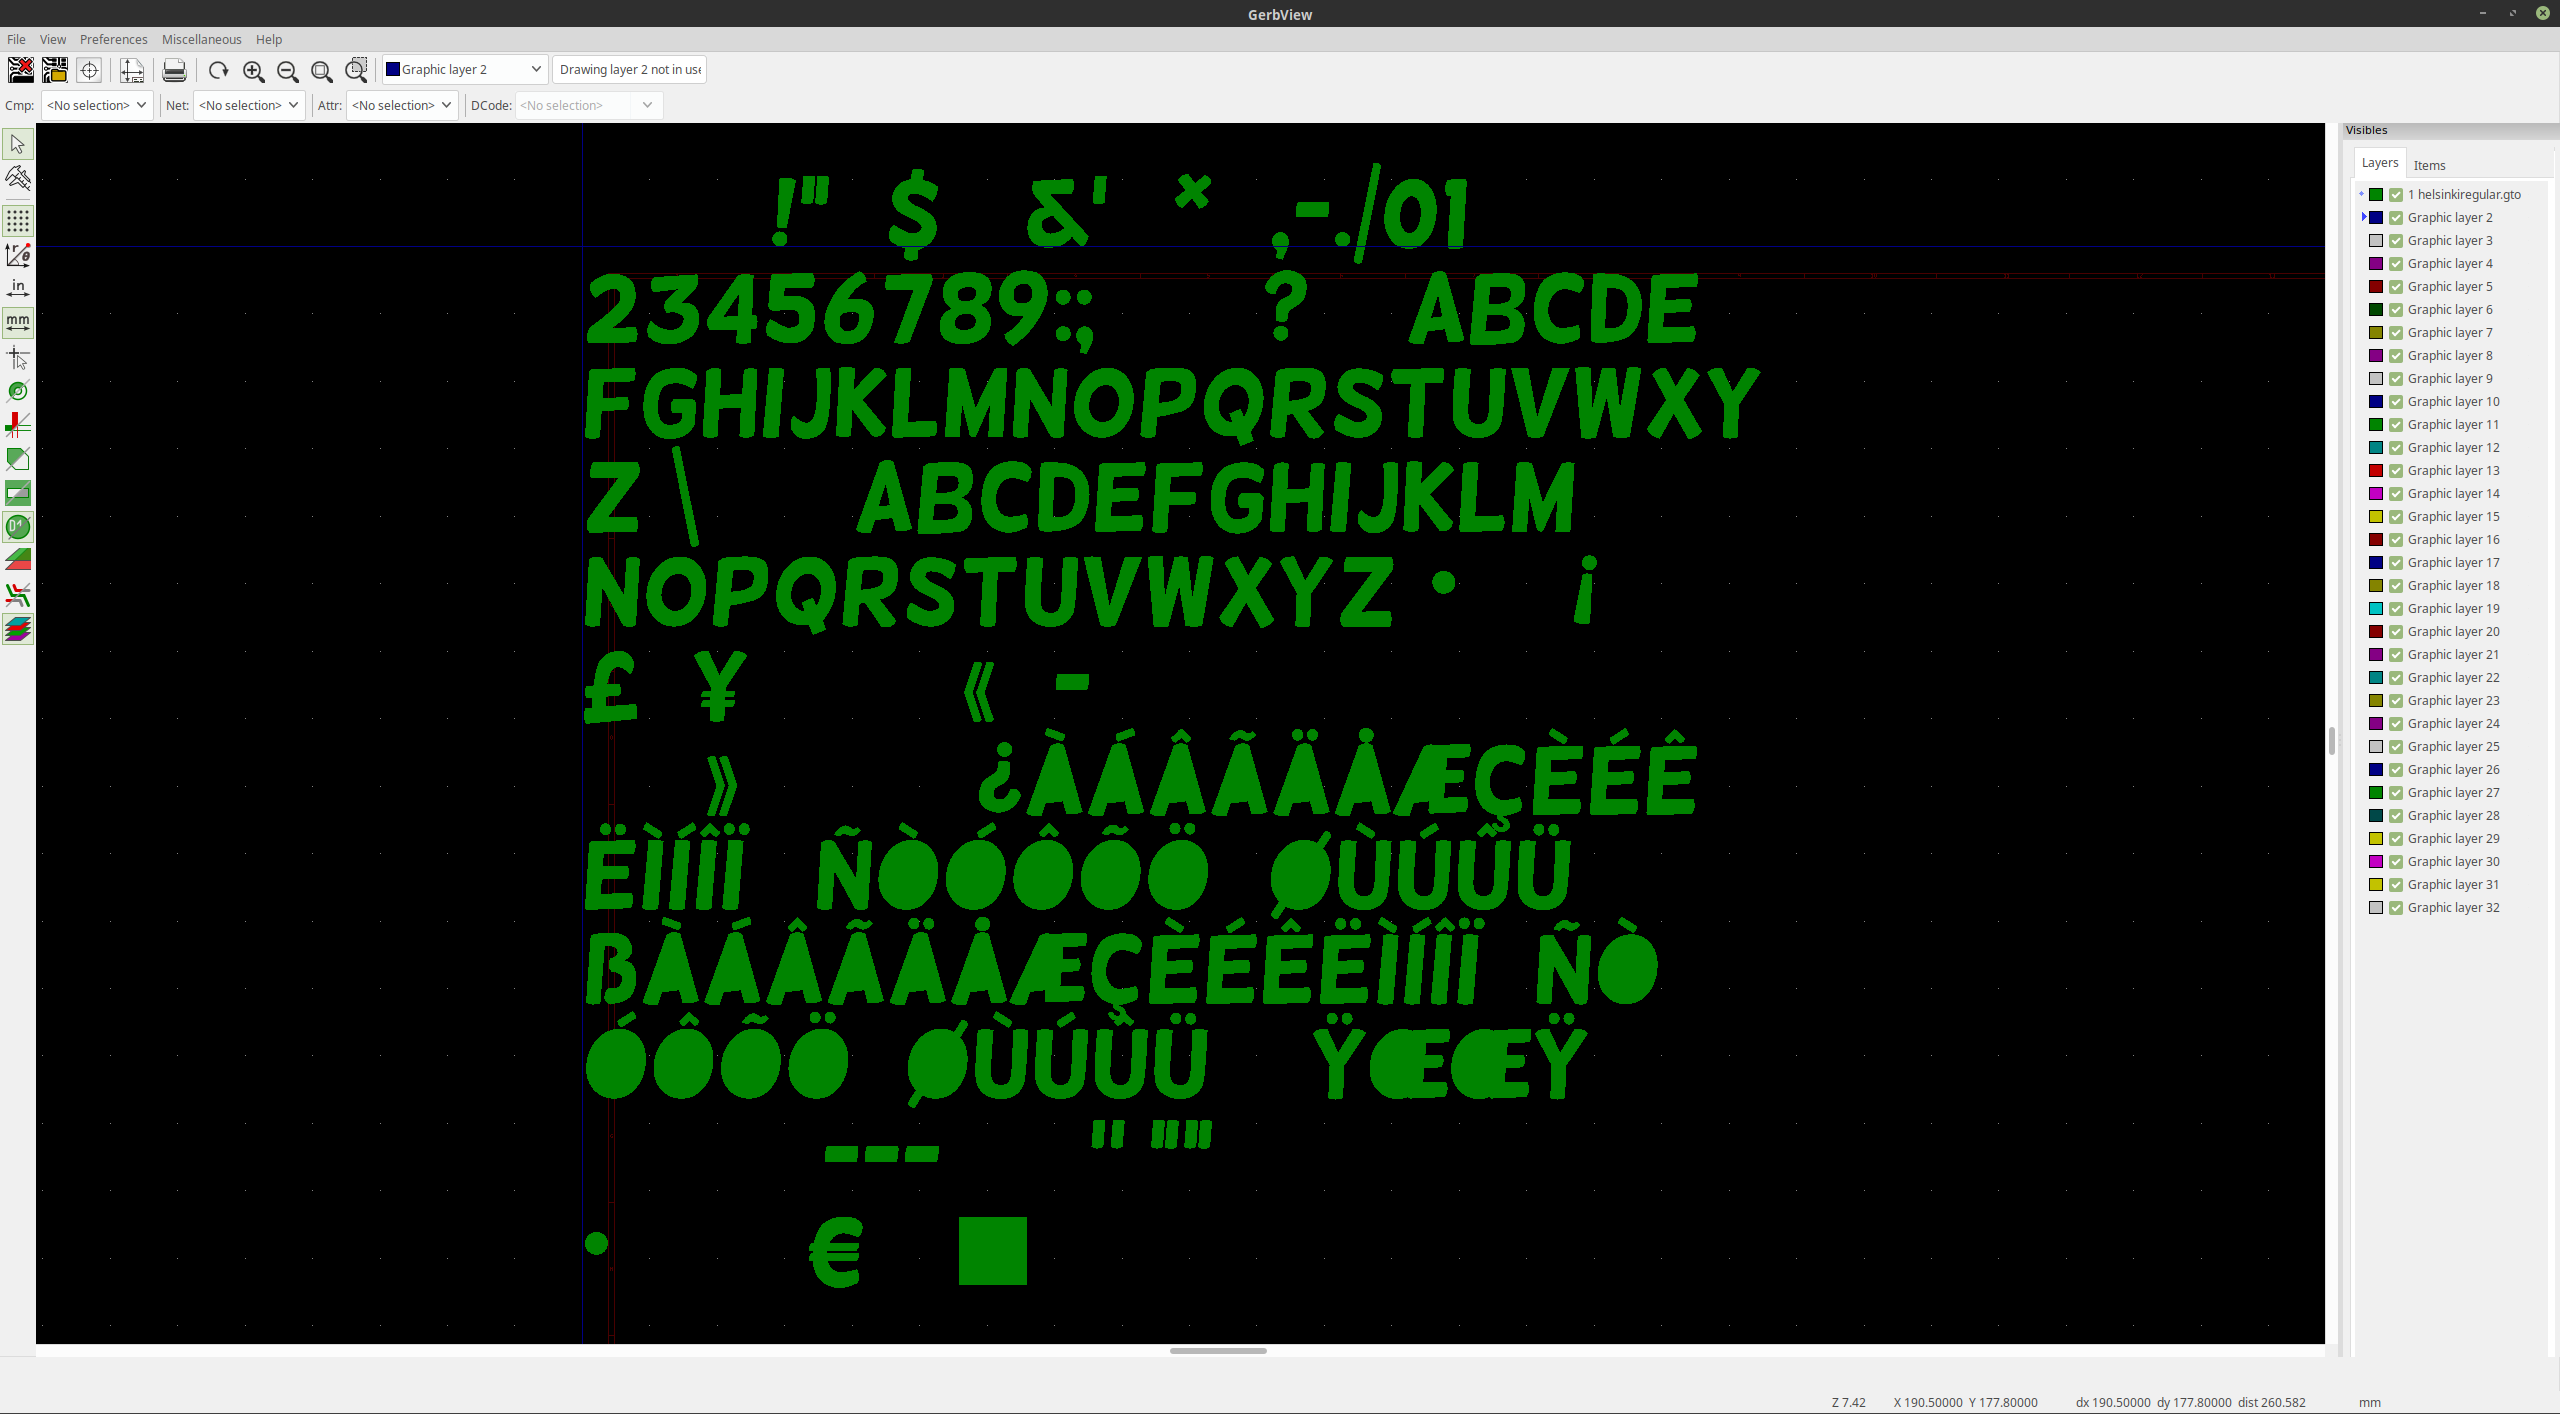 GerbView
File View Preferences Miscellaneous Help
Graphic layer 2 Drawing layer 2 not in use
Cmp: <No selection> Net: <No selection> Attr: <No selection> DCode: <No selection>
in
mm
!" $ &' * ,-./01
23456789:; ? ABCDE
FGHIJKLMNOPQRSTUVWXY
Z\ ABCDEFGHIJKLM
NOPQRSTUVWXYZ • ¡
£ ¥ « -
» ¿ÀÁÂÃÄÅÆÇÈÉÊ
ËÌÍÎÏ ÑÒÓÔÕÖ ØÙÚÛÜ
ßÀÁÂÃÄÅÆÇÈÉÊËÌÍÎÏ ÑÒ
ÓÔÕÖ ØÙÚÛÜ ŸŒŒŸ
--- '' ""
• € ■
Visibles
Layers Items
1 helsinkiregular.gto
Graphic layer 2
Graphic layer 3
Graphic layer 4
Graphic layer 5
Graphic layer 6
Graphic layer 7
Graphic layer 8
Graphic layer 9
Graphic layer 10
Graphic layer 11
Graphic layer 12
Graphic layer 13
Graphic layer 14
Graphic layer 15
Graphic layer 16
Graphic layer 17
Graphic layer 18
Graphic layer 19
Graphic layer 20
Graphic layer 21
Graphic layer 22
Graphic layer 23
Graphic layer 24
Graphic layer 25
Graphic layer 26
Graphic layer 27
Graphic layer 28
Graphic layer 29
Graphic layer 30
Graphic layer 31
Graphic layer 32
Z 7.42 X 190.50000 Y 177.80000 dx 190.50000 dy 177.80000 dist 260.582 mm